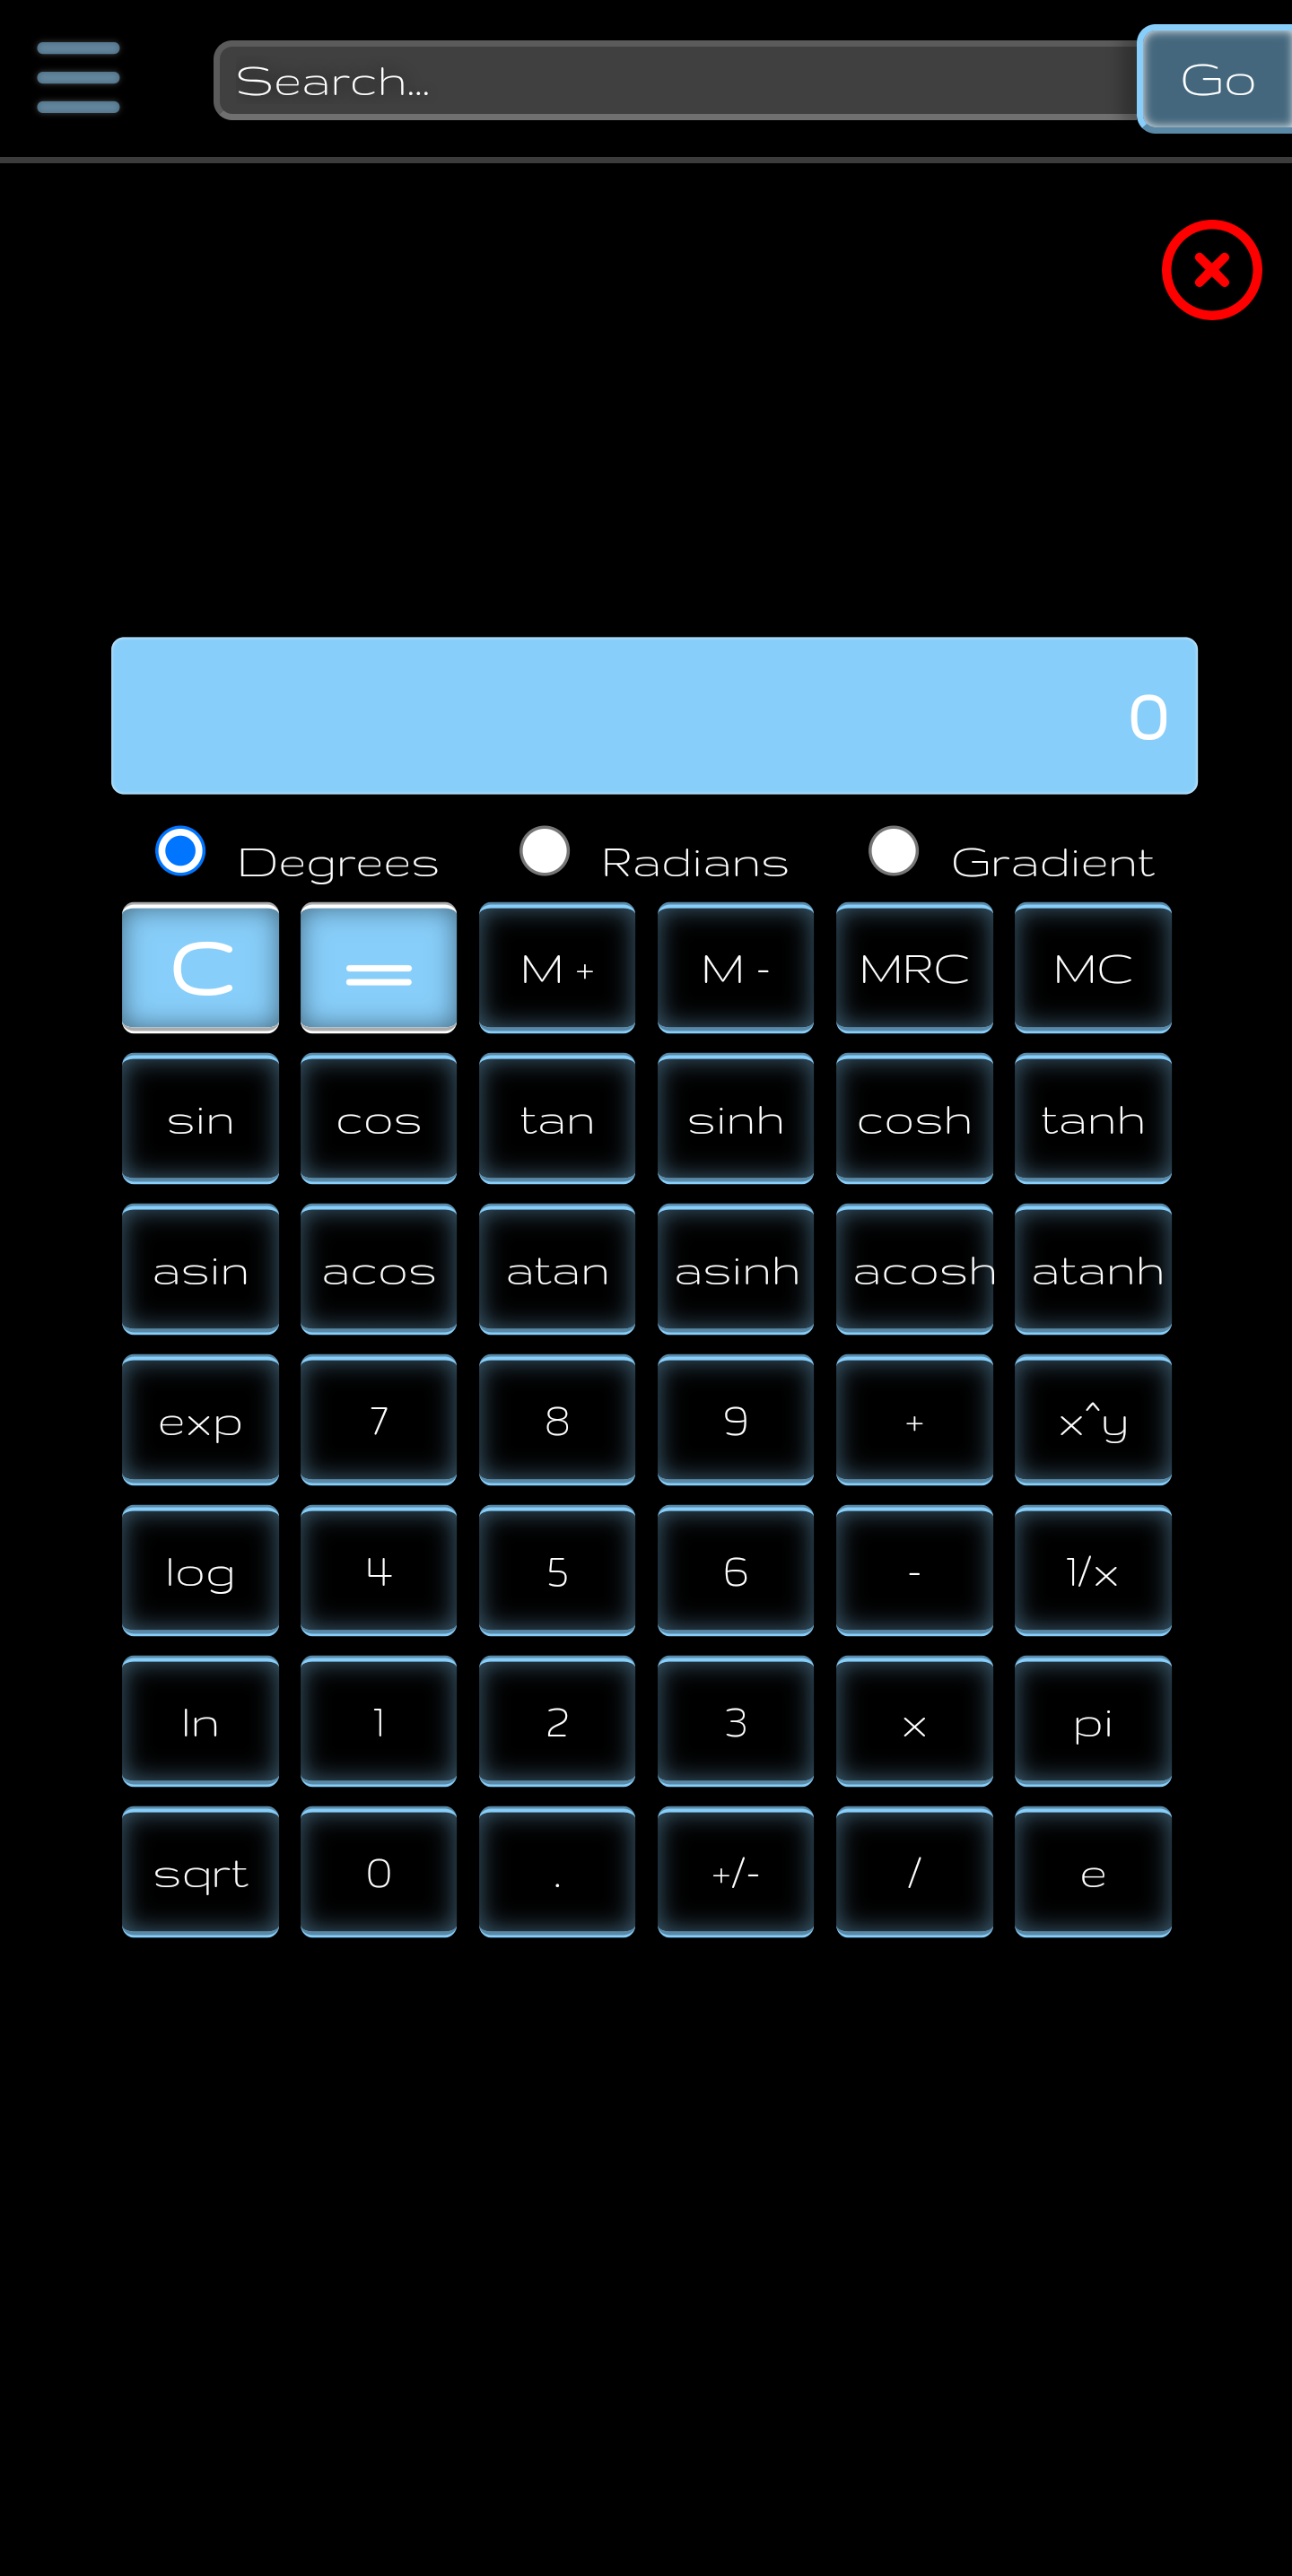 Search... Go
0
Degrees Radians Gradient
C = M + M - MRC MC
sin cos tan sinh cosh tanh
asin acos atan asinh acosh atanh
exp 7 8 9 + x^y
log 4 5 6 - 1/x
ln 1 2 3 x pi
sqrt 0 . +/- / e